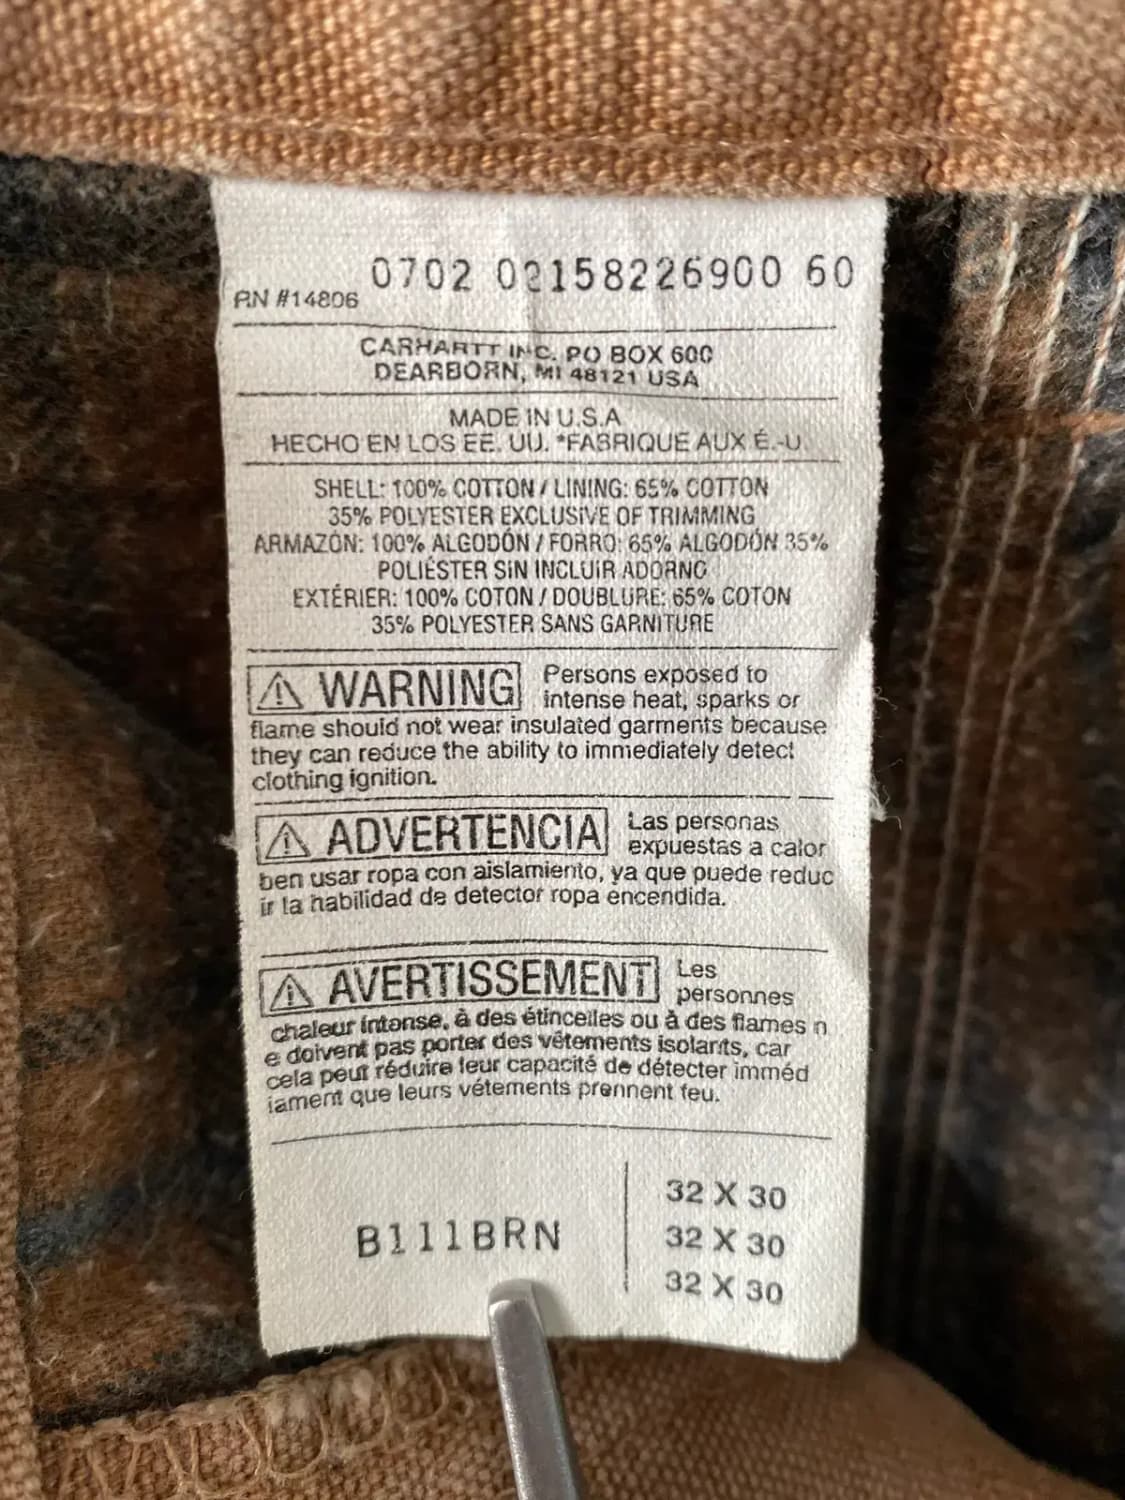 0702 02158226900 60
RN #14806
CARHARTT INC. PO BOX 600
DEARBORN, MI 48121 USA
MADE IN U.S.A
HECHO EN LOS EE. UU. *FABRIQUE AUX É.-U.
SHELL: 100% COTTON / LINING: 65% COTTON
35% POLYESTER EXCLUSIVE OF TRIMMING
ARMAZÓN: 100% ALGODÓN / FORRO: 65% ALGODÓN 35%
POLIÉSTER SIN INCLUIR ADORNO
EXTÉRIER: 100% COTON / DOUBLURE: 65% COTON
35% POLYESTER SANS GARNITURE
⚠ WARNING Persons exposed to
intense heat, sparks or
flame should not wear insulated garments because
they can reduce the ability to immediately detect
clothing ignition.
⚠ ADVERTENCIA Las personas
expuestas a calor
ben usar ropa con aislamiento, ya que puede reduc
ir la habilidad de detector ropa encendida.
⚠ AVERTISSEMENT Les
personnes
chaleur intense, à des étincelles ou à des flames n
e doivent pas porter des vêtements isolants, car
cela peut réduire leur capacité de détecter imméd
iament que leurs vétements prennent feu.
B111BRN
32 X 30
32 X 30
32 X 30